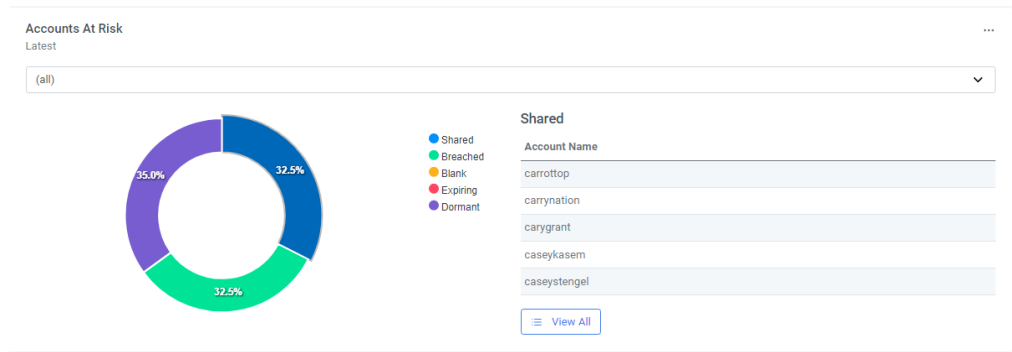 Accounts At Risk
Latest
...
(all)
32.5%
32.5%
35.0%
Shared
Breached
Blank
Expiring
Dormant
Shared
Account Name
carrottop
carrynation
carygrant
caseykasem
caseystengel
View All